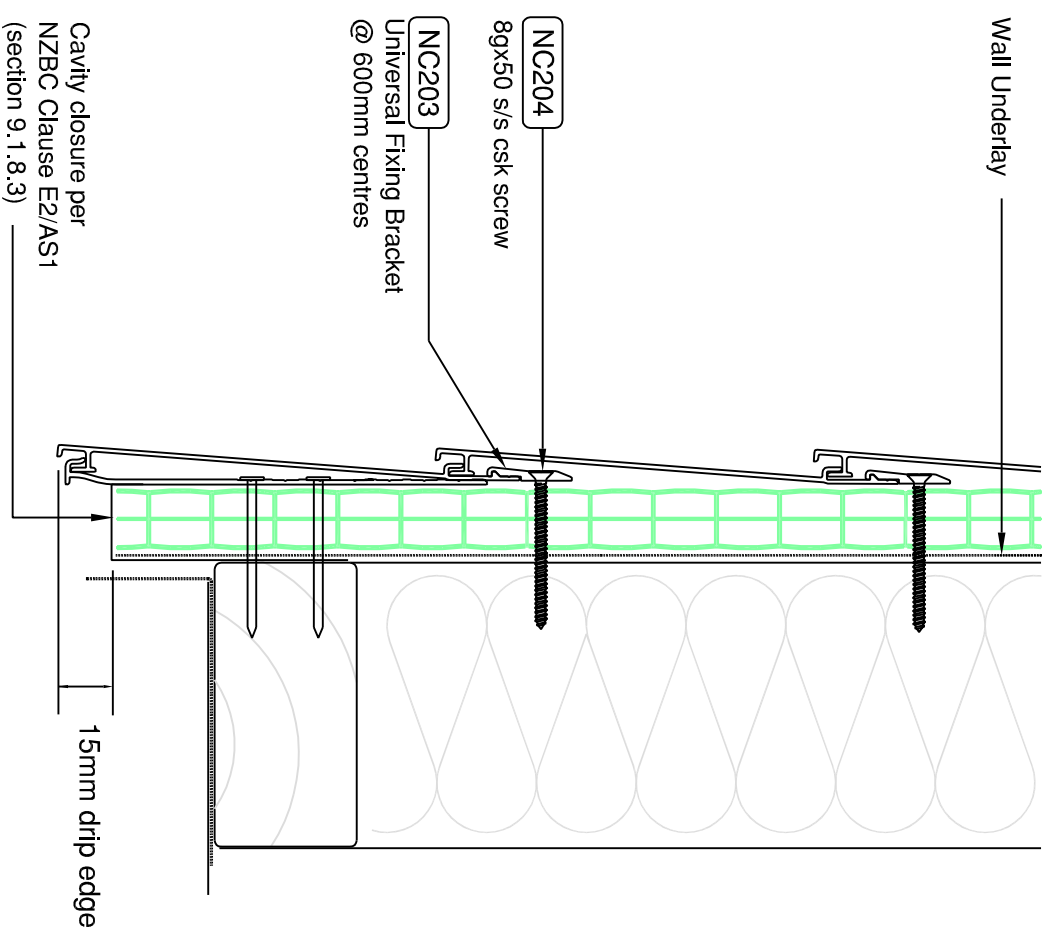 Wall Underlay
NC204
8gx50 s/s csk screw
NC203
Universal Fixing Bracket
@ 600mm centres
Cavity closure per
NZBC Clause E2/AS1
(section 9.1.8.3)
15mm drip edge